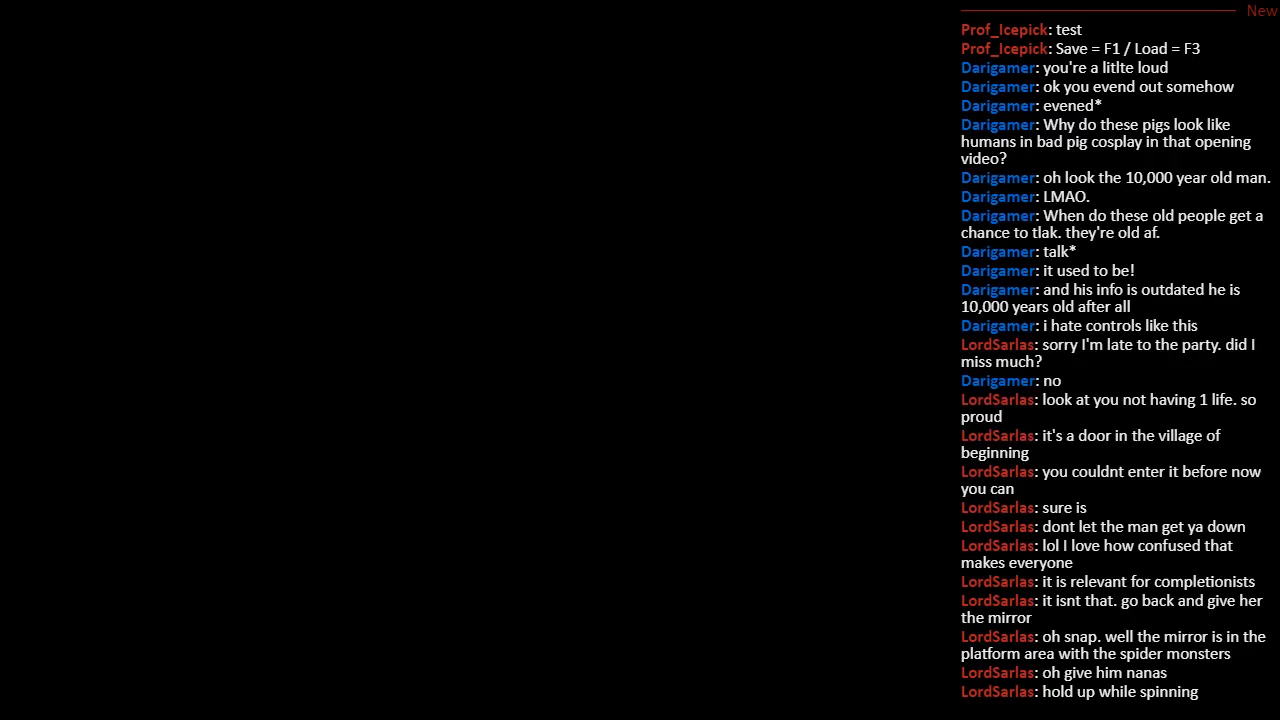 New
Prof_Icepick: test
Prof_Icepick: Save = F1 / Load = F3
Darigamer: you're a litlte loud
Darigamer: ok you evend out somehow
Darigamer: evened*
Darigamer: Why do these pigs look like
humans in bad pig cosplay in that opening
video?
Darigamer: oh look the 10,000 year old man.
Darigamer: LMAO.
Darigamer: When do these old people get a
chance to tlak. they're old af.
Darigamer: talk*
Darigamer: it used to be!
Darigamer: and his info is outdated he is
10,000 years old after all
Darigamer: i hate controls like this
LordSarlas: sorry I'm late to the party. did I
miss much?
Darigamer: no
LordSarlas: look at you not having 1 life. so
proud
LordSarlas: it's a door in the village of
beginning
LordSarlas: you couldnt enter it before now
you can
LordSarlas: sure is
LordSarlas: dont let the man get ya down
LordSarlas: lol I love how confused that
makes everyone
LordSarlas: it is relevant for completionists
LordSarlas: it isnt that. go back and give her
the mirror
LordSarlas: oh snap. well the mirror is in the
platform area with the spider monsters
LordSarlas: oh give him nanas
LordSarlas: hold up while spinning